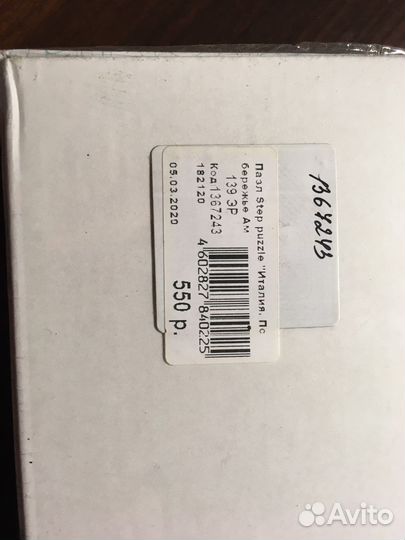 Пазл Step puzzle "Италия. Пс
бережье Ам
139 ЭР
Код1367243
182120
4 602827 840225
05.03.2020
550 р.
1367243
Avito